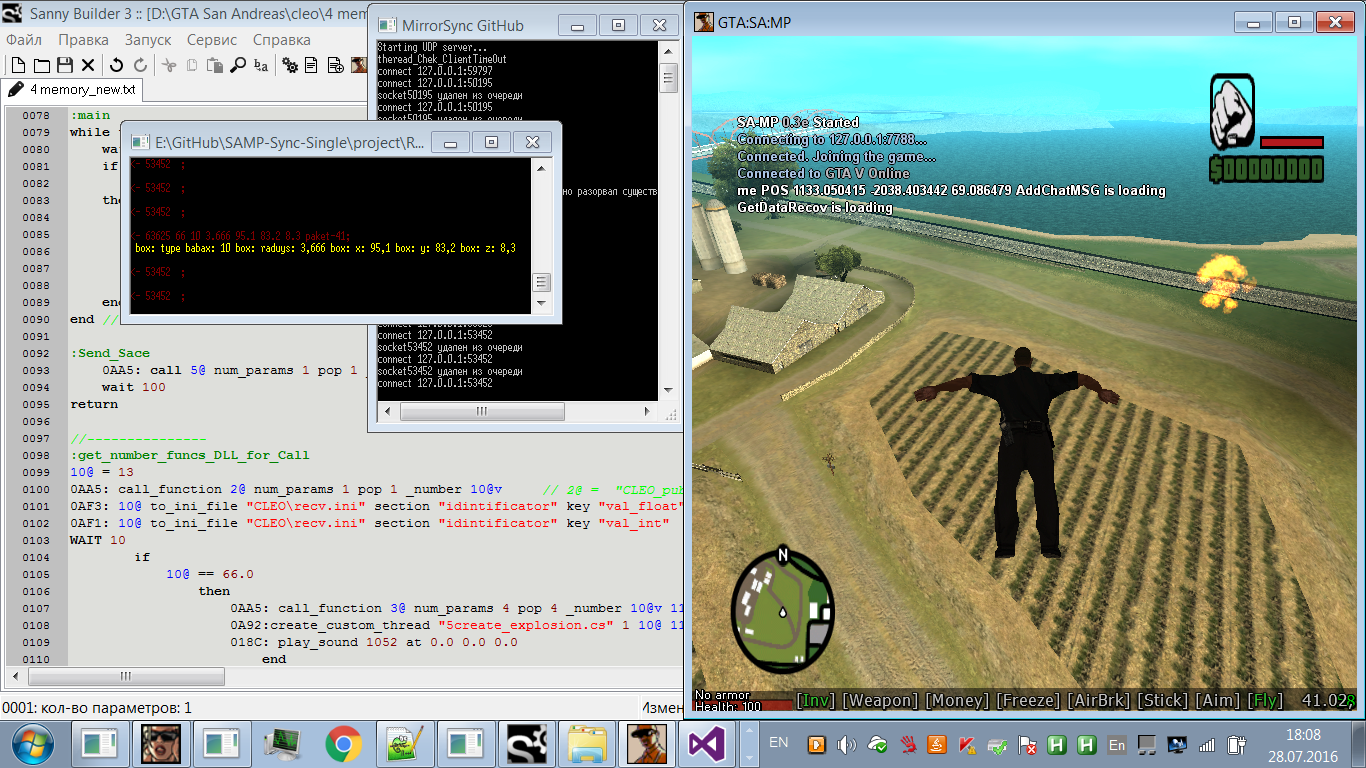 Sanny Builder 3 :: [D:\GTA San Andreas\cleo\4 mem
Файл Правка Запуск Сервис Справка
4 memory_new.txt
0078 :main
0079 while
0080 wa
0081 if
0082
0083 the
0084
0085
0086
0087
0088
0089 en
0090 end //
0091
0092 :Send_Sace
0093 0AA5: call 5@ num_params 1 pop 1
0094 wait 100
0095 return
0096
0097 //---------------
0098 :get_number_funcs_DLL_for_Call
0099 10@ = 13
0100 0AA5: call_function 2@ num_params 1 pop 1 _number 10@v // 2@ = "CLEO_pub
0101 0AF3: 10@ to_ini_file "CLEO\recv.ini" section "idintificator" key "val_float"
0102 0AF1: 10@ to_ini_file "CLEO\recv.ini" section "idintificator" key "val_int"
0103 WAIT 10
0104 if
0105 10@ == 66.0
0106 then
0107 0AA5: call_function 3@ num_params 4 pop 4 _number 10@v 11
0108 0A92:create_custom_thread "5create_explosion.cs" 1 10@ 11
0109 018C: play_sound 1052 at 0.0 0.0 0.0
0110 end
0001: кол-во параметров: 1
Измен
MirrorSync GitHub
Starting UDP server...
theread_Chek_ClientTimeOut
connect 127.0.0.1:59797
connect 127.0.0.1:50195
socket50195 удален из очереди
connect 127.0.0.1:50195
socket50195 удален из очереди
но разорвал существ
connect 127.0.0.1:53452
socket53452 удален из очереди
connect 127.0.0.1:53452
socket53452 удален из очереди
connect 127.0.0.1:53452
E:\GitHub\SAMP-Sync-Single\project\R...
<- 53452 ;
<- 53452 ;
<- 53452 ;
<- 63625 66 10 3.666 95.1 83.2 8.3 paket-41;
box: type babax: 10 box: raduys: 3,666 box: x: 95,1 box: y: 83,2 box: z: 8,3
<- 53452 ;
<- 53452 ;
GTA:SA:MP
SA-MP 0.3e Started
Connecting to 127.0.0.1:7788...
Connected. Joining the game...
Connected to GTA V Online
me POS 1133.050415 -2038.403442 69.086479 AddChatMSG is loading
GetDataRecov is loading
$00000000
N
No armor
Health: 100
[Inv] [Weapon] [Money] [Freeze] [AirBrk] [Stick] [Aim] [Fly]
EN
En
18:08
28.07.2016